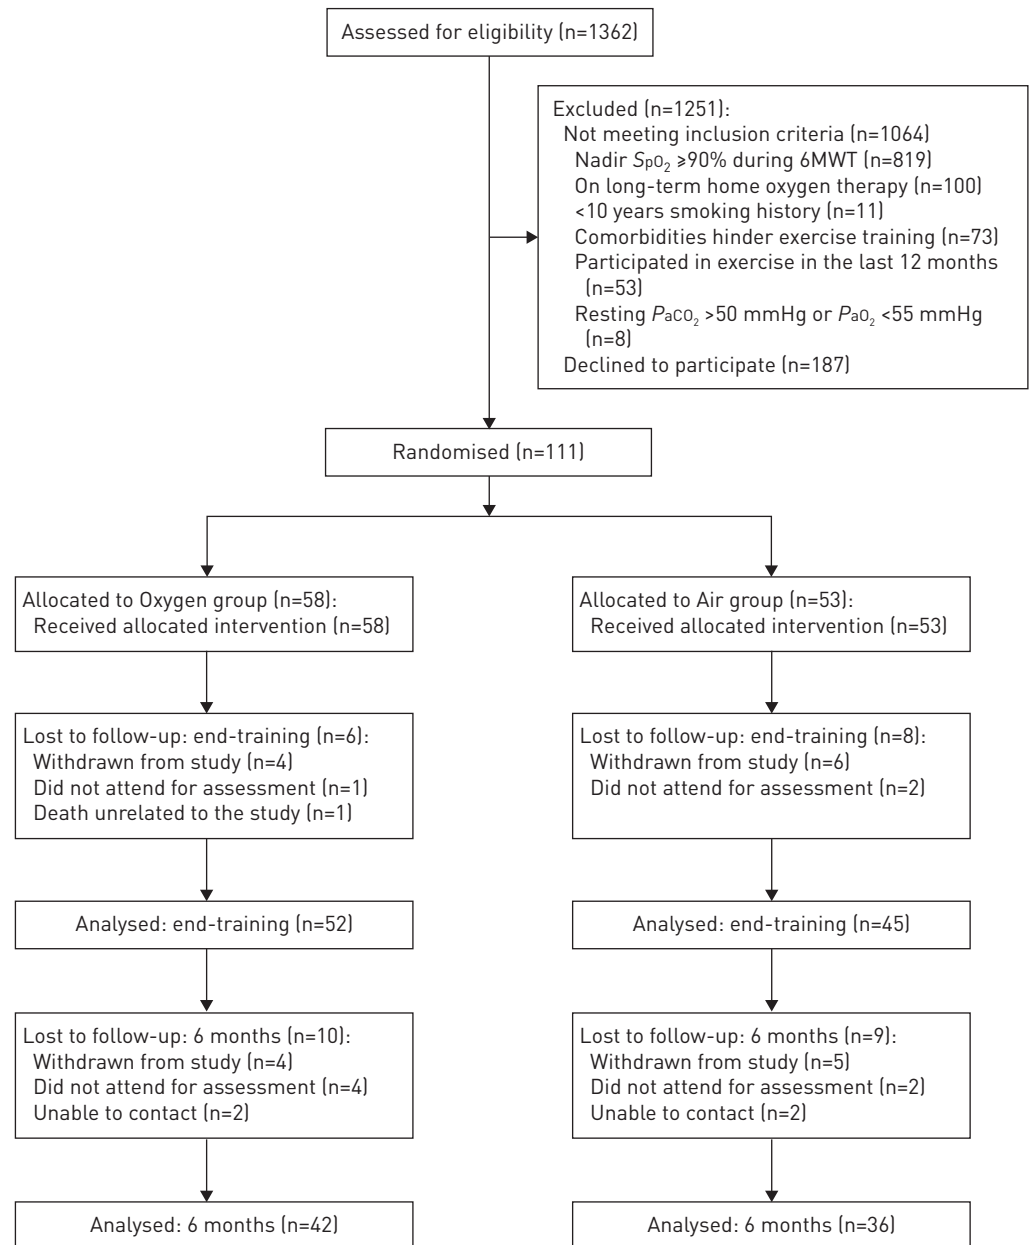 Assessed for eligibility (n=1362)
Excluded (n=1251):
Not meeting inclusion criteria (n=1064)
Nadir SpO₂ ⩾90% during 6MWT (n=819)
On long-term home oxygen therapy (n=100)
<10 years smoking history (n=11)
Comorbidities hinder exercise training (n=73)
Participated in exercise in the last 12 months
(n=53)
Resting PaCO₂ >50 mmHg or PaO₂ <55 mmHg
(n=8)
Declined to participate (n=187)
Randomised (n=111)
Allocated to Oxygen group (n=58):
Received allocated intervention (n=58)
Allocated to Air group (n=53):
Received allocated intervention (n=53)
Lost to follow-up: end-training (n=6):
Withdrawn from study (n=4)
Did not attend for assessment (n=1)
Death unrelated to the study (n=1)
Lost to follow-up: end-training (n=8):
Withdrawn from study (n=6)
Did not attend for assessment (n=2)
Analysed: end-training (n=52)
Analysed: end-training (n=45)
Lost to follow-up: 6 months (n=10):
Withdrawn from study (n=4)
Did not attend for assessment (n=4)
Unable to contact (n=2)
Lost to follow-up: 6 months (n=9):
Withdrawn from study (n=5)
Did not attend for assessment (n=2)
Unable to contact (n=2)
Analysed: 6 months (n=42)
Analysed: 6 months (n=36)